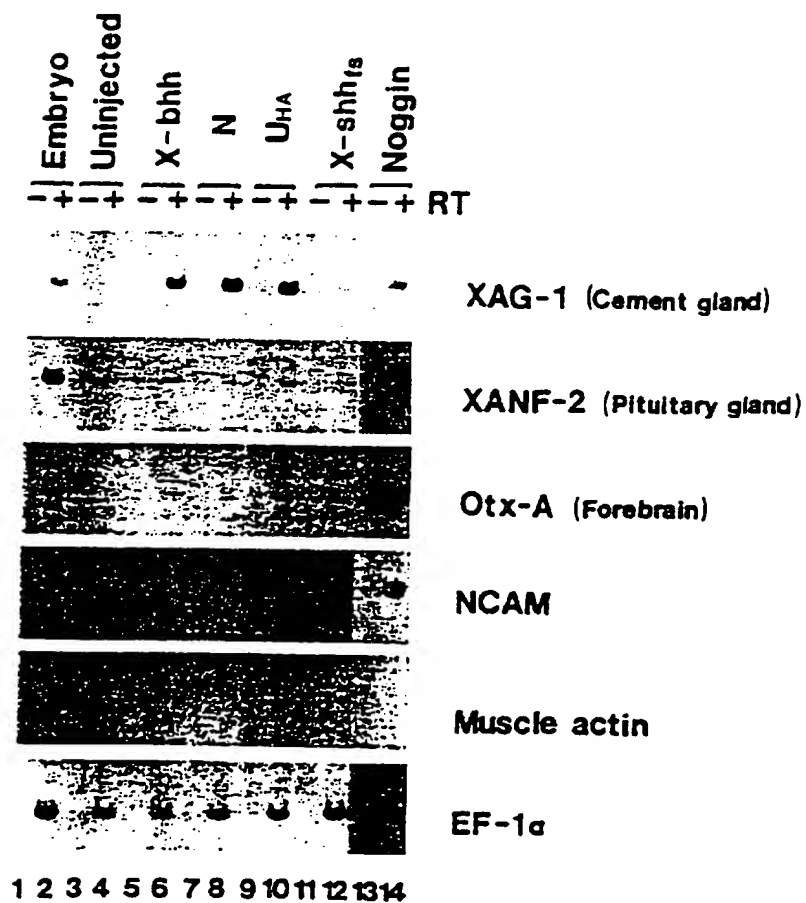 Embryo
Uninjected
X-bhh
N
UHA
X-shhfs
Noggin
- + - + - + - + - + - + - + RT
XAG-1 (Cement gland)
XANF-2 (Pituitary gland)
Otx-A (Forebrain)
NCAM
Muscle actin
EF-1α
1 2 3 4 5 6 7 8 9 10 11 12 13 14